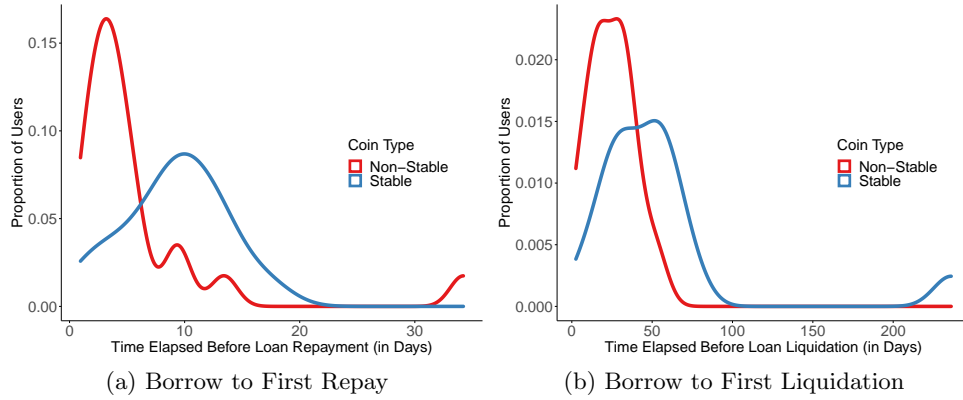 Proportion of Users
0.15
0.10
0.05
0.00
0
10
20
30
Time Elapsed Before Loan Repayment (in Days)
Coin Type
Non-Stable
Stable
(a) Borrow to First Repay
Proportion of Users
0.020
0.015
0.010
0.005
0.000
0
50
100
150
200
Time Elapsed Before Loan Liquidation (in Days)
Coin Type
Non-Stable
Stable
(b) Borrow to First Liquidation